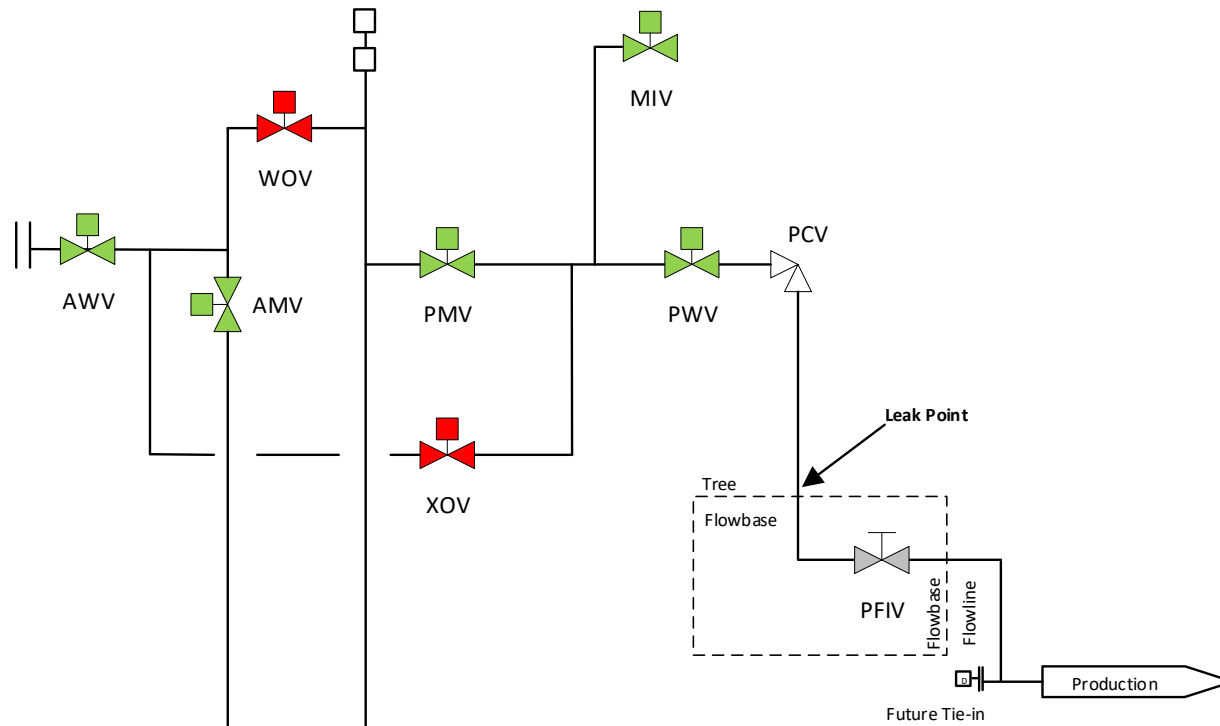 MIV
WOV
PCV
AWV
AMV
PMV
PWV
Leak Point
XOV
Tree
Flowbase
PFIV
Flowbase
Flowline
D
Production
Future Tie-in